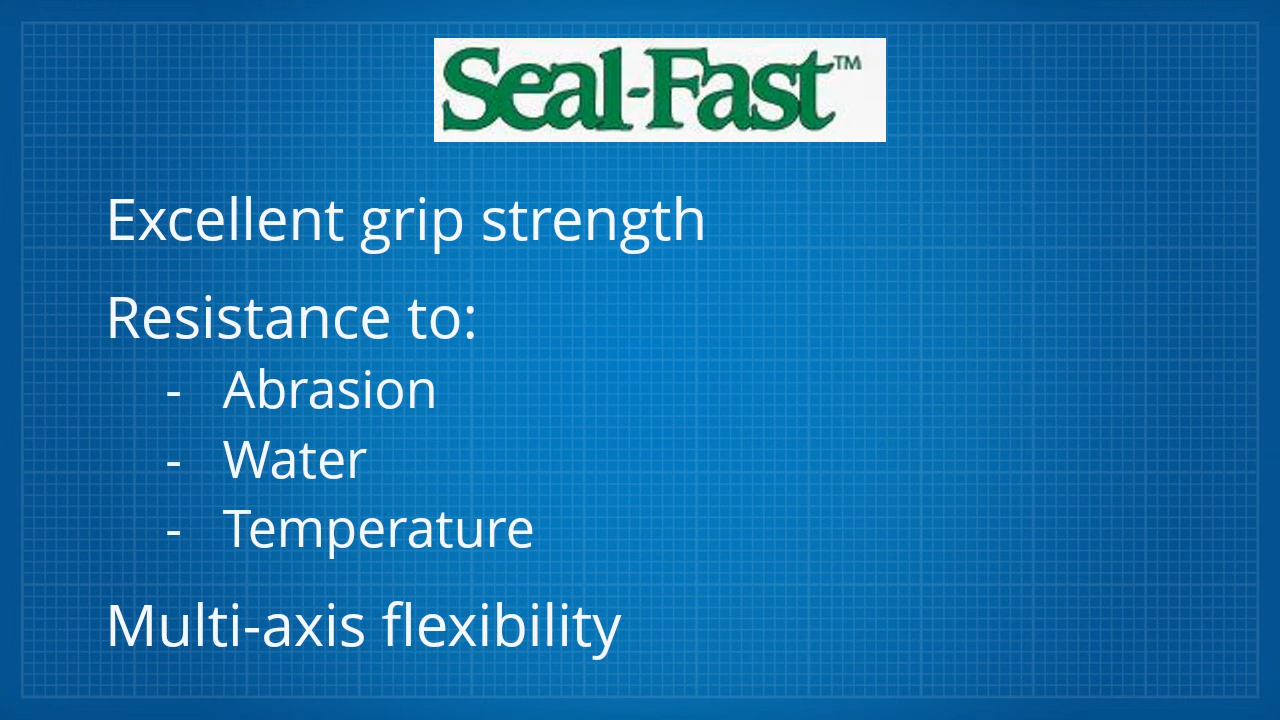 Seal-Fast™
Excellent grip strength
Resistance to:
- Abrasion
- Water
- Temperature
Multi-axis flexibility